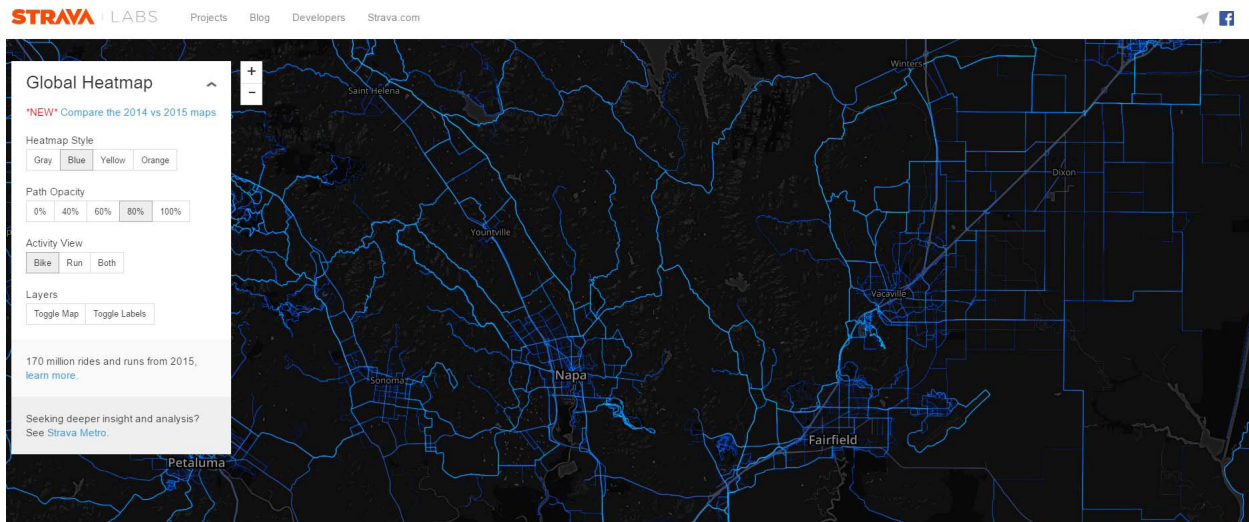 STRAVA LABS Projects Blog Developers Strava.com
Global Heatmap
*NEW* Compare the 2014 vs 2015 maps
Heatmap Style
Gray Blue Yellow Orange
Path Opacity
0% 40% 60% 80% 100%
Activity View
Bike Run Both
Layers
Toggle Map Toggle Labels
170 million rides and runs from 2015,
learn more.
Seeking deeper insight and analysis?
See Strava Metro.
+
-
Winters
Saint Helena
Dixon
Yountville
Vacaville
Napa
Sonoma
Fairfield
Petaluma